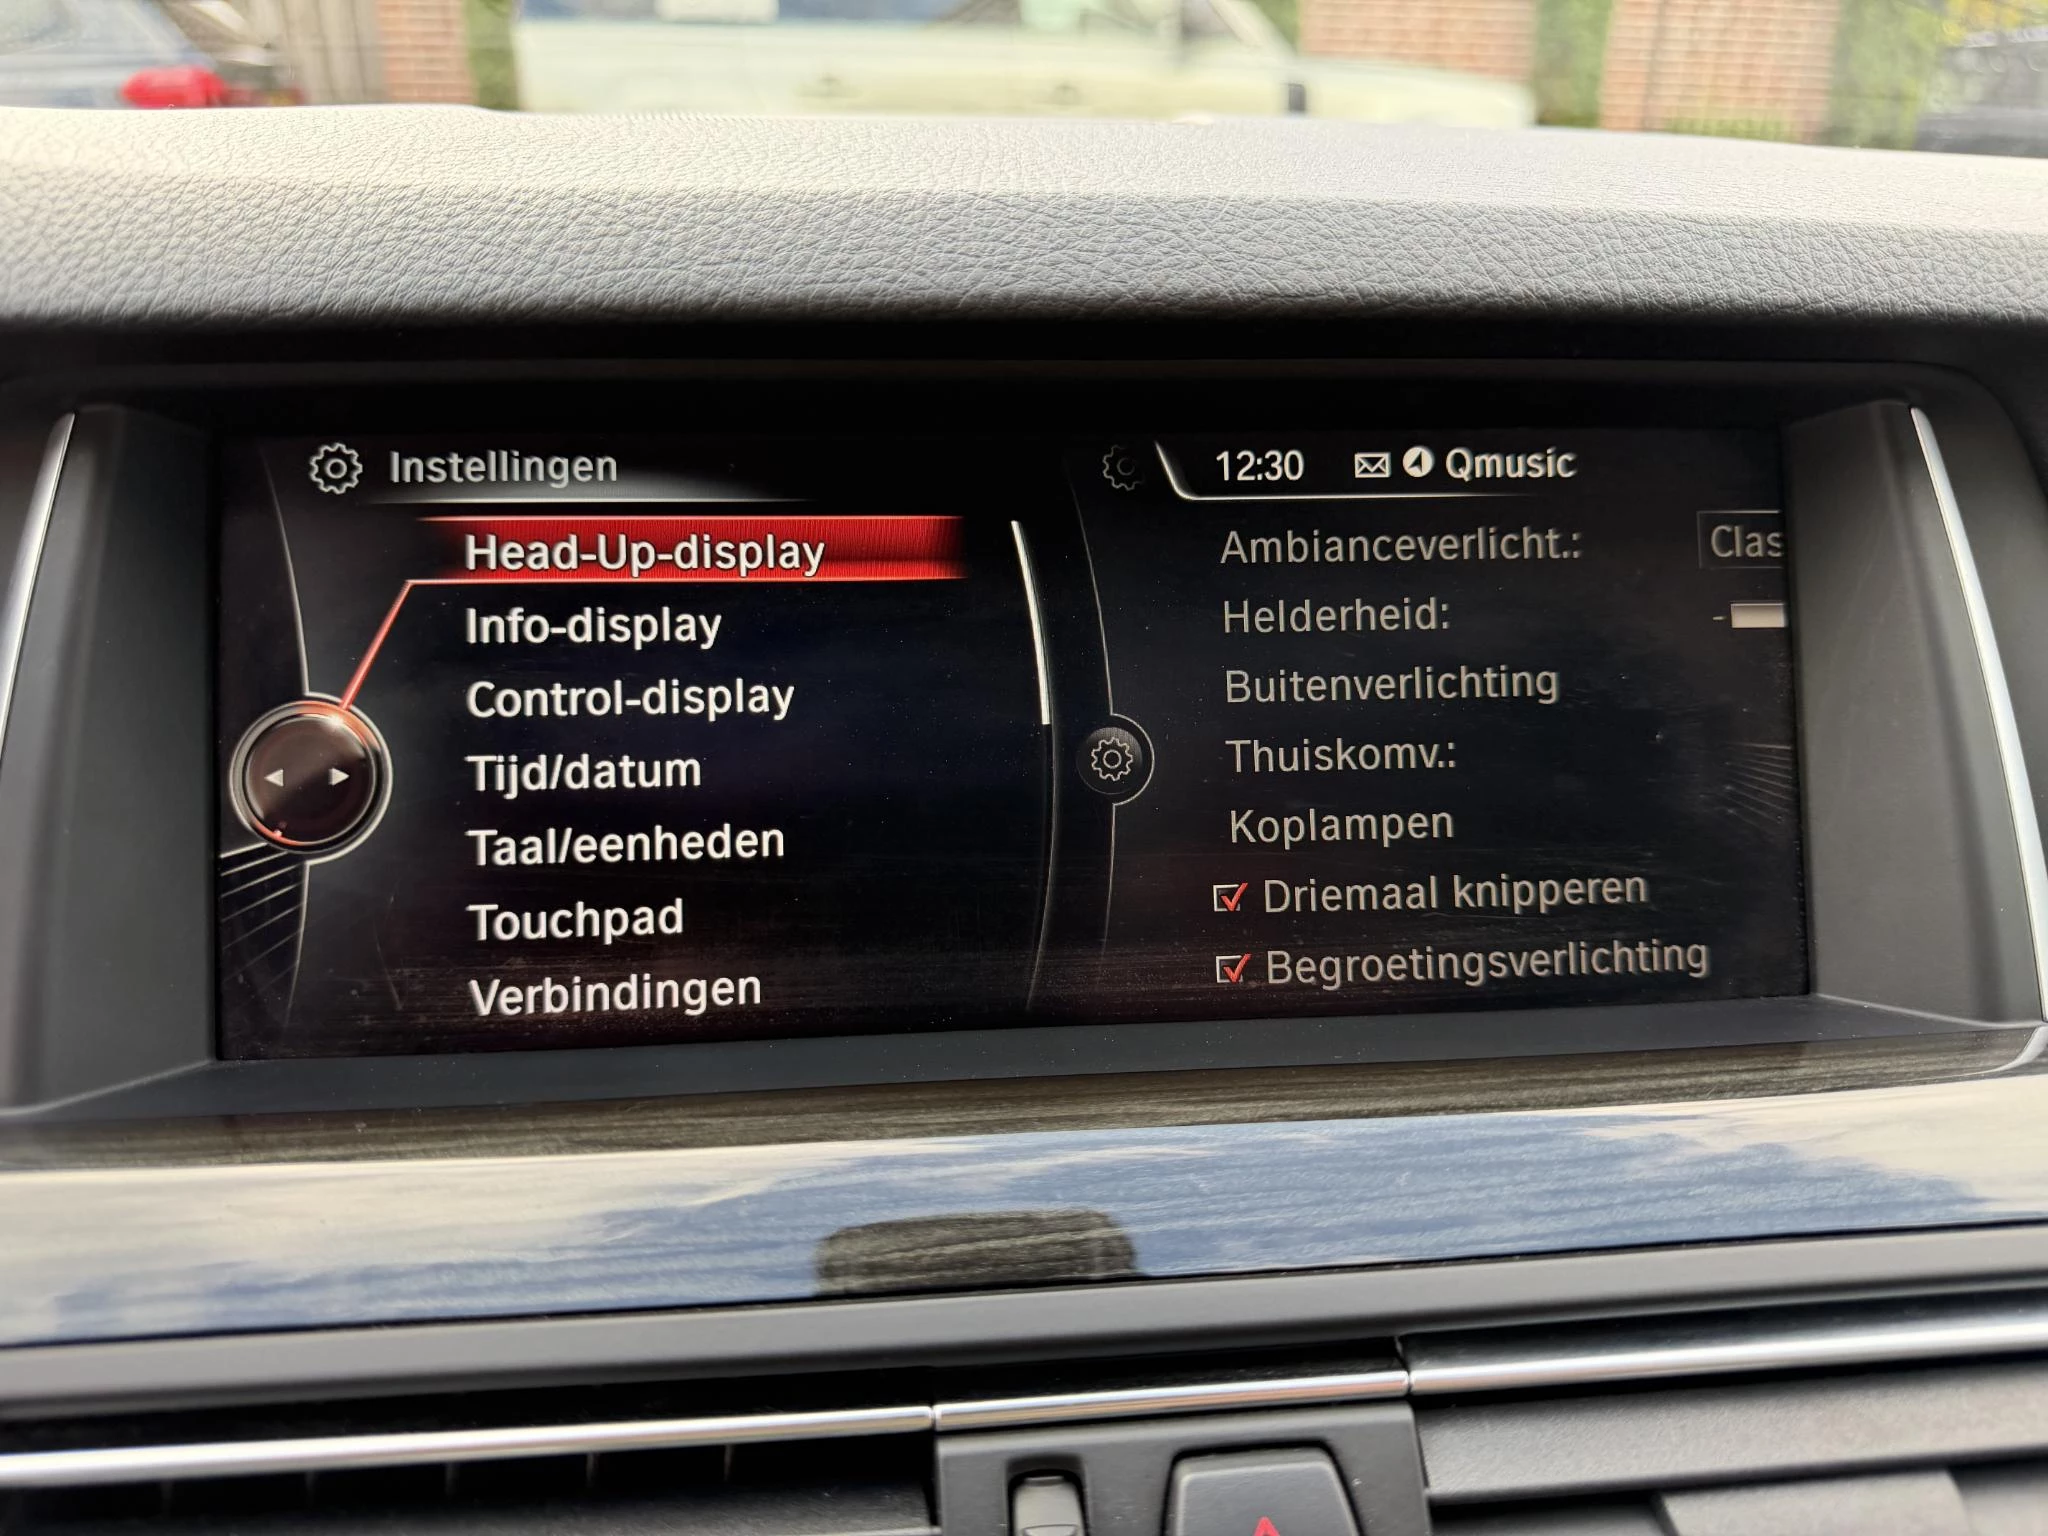 Instellingen
Head-Up-display
Info-display
Control-display
Tijd/datum
Taal/eenheden
Touchpad
Verbindingen
12:30 Qmusic
Ambianceverlicht.: Clas
Helderheid: -
Buitenverlichting
Thuiskomv.:
Koplampen
Driemaal knipperen
Begroetingsverlichting